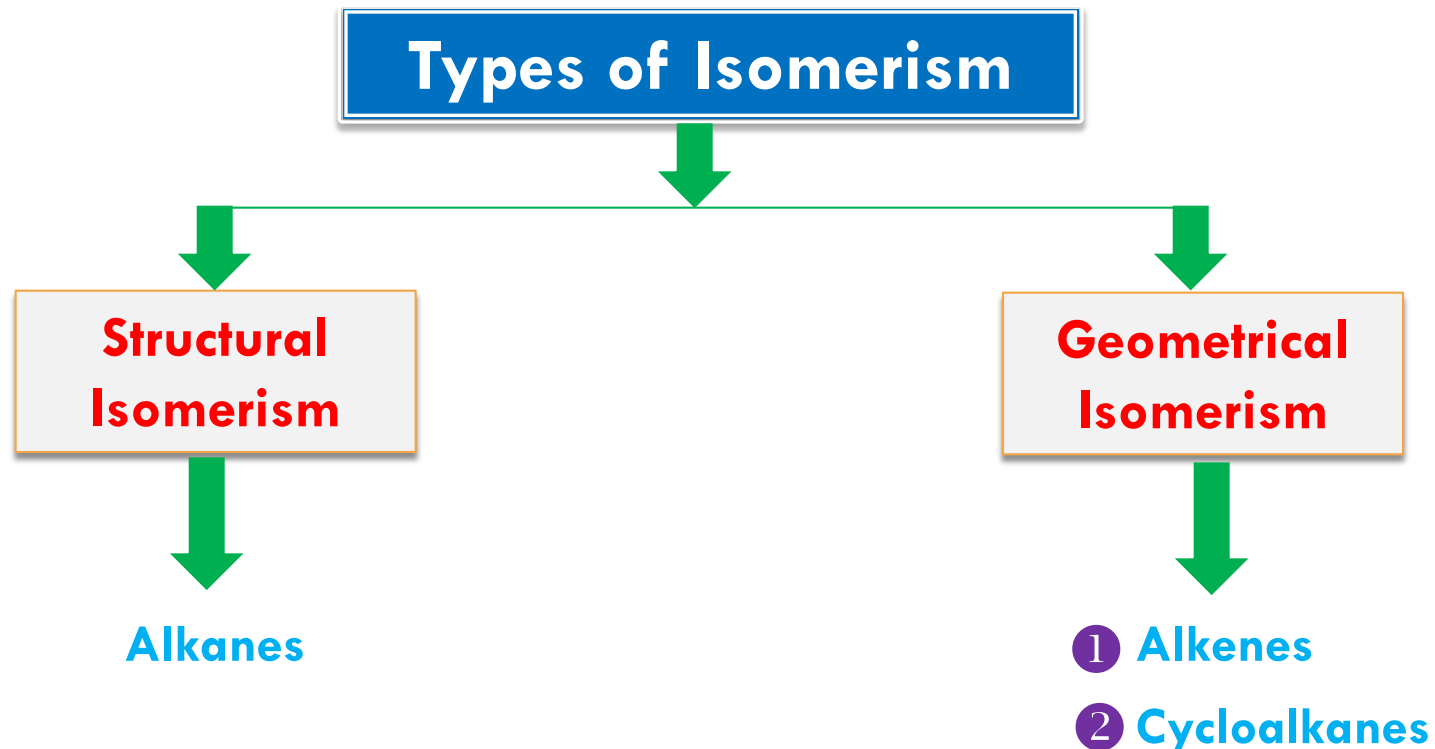 Types of Isomerism
Structural
Isomerism
Geometrical
Isomerism
Alkanes
1 Alkenes
2 Cycloalkanes